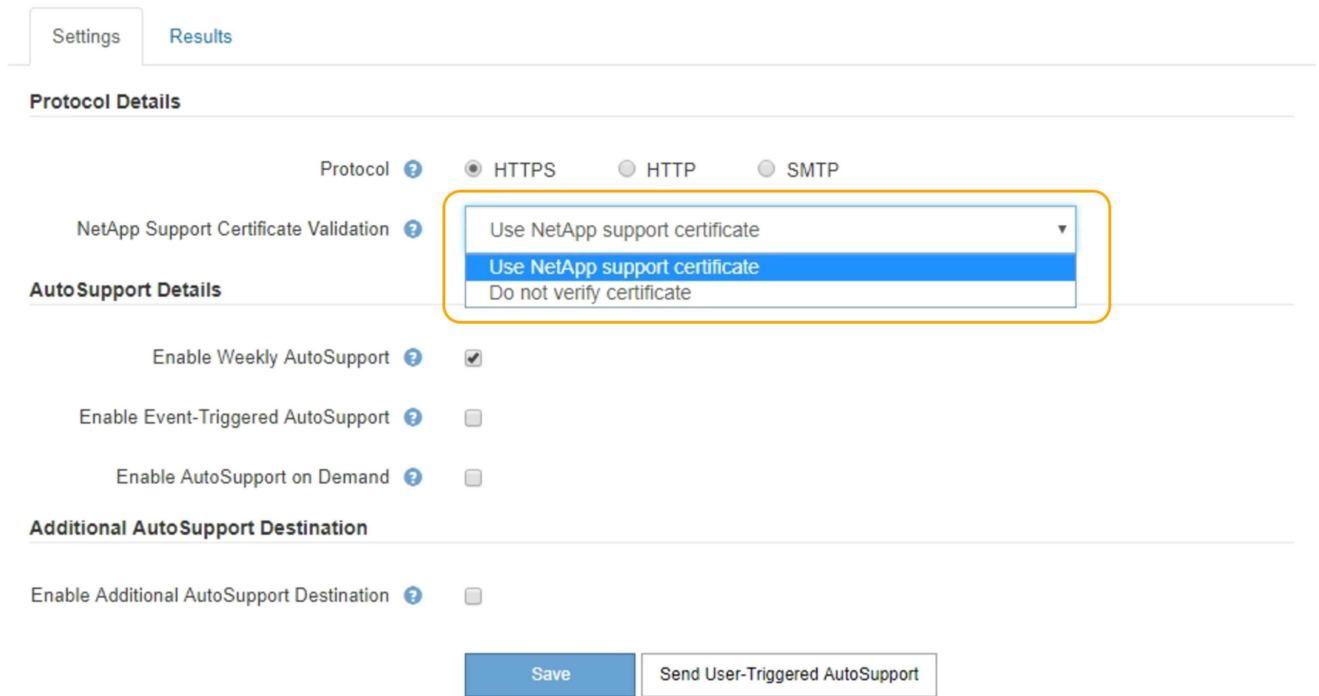 Settings Results
Protocol Details
Protocol ? HTTPS HTTP SMTP
NetApp Support Certificate Validation ? Use NetApp support certificate
Use NetApp support certificate
Do not verify certificate
AutoSupport Details
Enable Weekly AutoSupport ?
Enable Event-Triggered AutoSupport ?
Enable AutoSupport on Demand ?
Additional AutoSupport Destination
Enable Additional AutoSupport Destination ?
Save Send User-Triggered AutoSupport